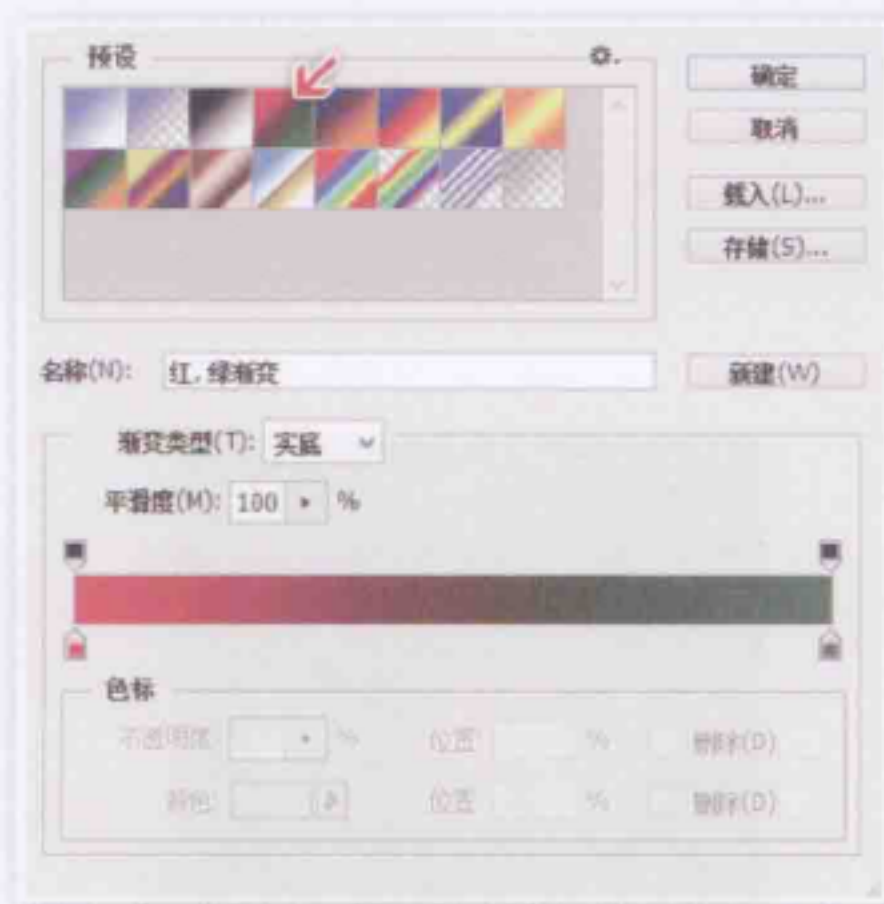 预设
确定
取消
载入(L)...
存储(S)...
名称(N): 红,绿渐变
新建(W)
渐变类型(T): 实底
平滑度(M): 100 %
色标
不透明度: % 位置: % 删除(D)
颜色: 位置: % 删除(D)